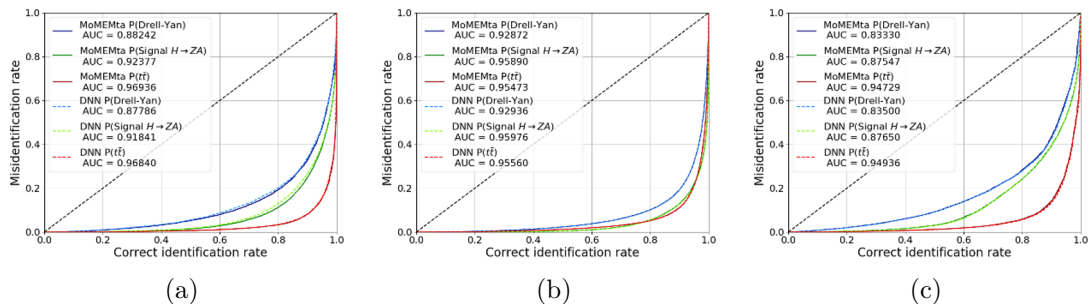 Misidentification rate
1.0
0.8
0.6
0.4
0.2
0.0
MoMEMta P(Drell-Yan)
AUC = 0.88242
MoMEMta P(Signal H→ZA)
AUC = 0.92377
MoMEMta P(tt̄)
AUC = 0.96936
DNN P(Drell-Yan)
AUC = 0.87786
DNN P(Signal H→ZA)
AUC = 0.91841
DNN P(tt̄)
AUC = 0.96840
0.0 0.2 0.4 0.6 0.8 1.0
Correct identification rate
(a)
Misidentification rate
1.0
0.8
0.6
0.4
0.2
0.0
MoMEMta P(Drell-Yan)
AUC = 0.92872
MoMEMta P(Signal H→ZA)
AUC = 0.95890
MoMEMta P(tt̄)
AUC = 0.95473
DNN P(Drell-Yan)
AUC = 0.92936
DNN P(Signal H→ZA)
AUC = 0.95976
DNN P(tt̄)
AUC = 0.95560
0.0 0.2 0.4 0.6 0.8 1.0
Correct identification rate
(b)
Misidentification rate
1.0
0.8
0.6
0.4
0.2
0.0
MoMEMta P(Drell-Yan)
AUC = 0.83330
MoMEMta P(Signal H→ZA)
AUC = 0.87547
MoMEMta P(tt̄)
AUC = 0.94729
DNN P(Drell-Yan)
AUC = 0.83500
DNN P(Signal H→ZA)
AUC = 0.87650
DNN P(tt̄)
AUC = 0.94936
0.0 0.2 0.4 0.6 0.8 1.0
Correct identification rate
(c)